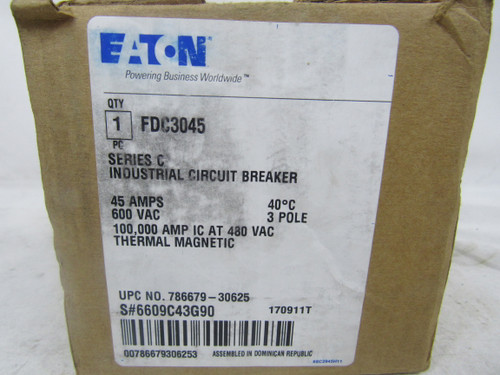 EATON
Powering Business Worldwide™
QTY
1 FDC3045
PC
SERIES C
INDUSTRIAL CIRCUIT BREAKER
45 AMPS 40°C
600 VAC 3 POLE
100,000 AMP IC AT 480 VAC
THERMAL MAGNETIC
UPC NO. 786679-30625
S#6609C43G90 170911T
00786679306253 ASSEMBLED IN DOMINICAN REPUBLIC